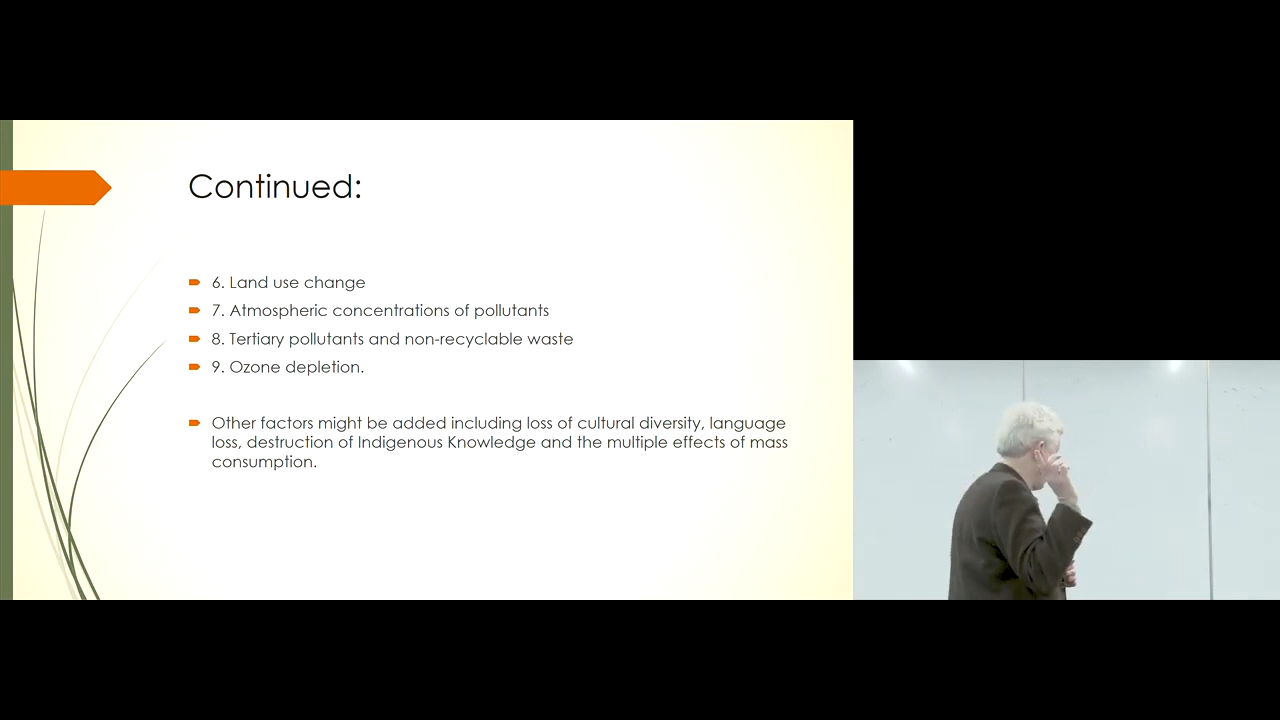 Continued:
6. Land use change
7. Atmospheric concentrations of pollutants
8. Tertiary pollutants and non-recyclable waste
9. Ozone depletion.
Other factors might be added including loss of cultural diversity, language
loss, destruction of Indigenous Knowledge and the multiple effects of mass
consumption.